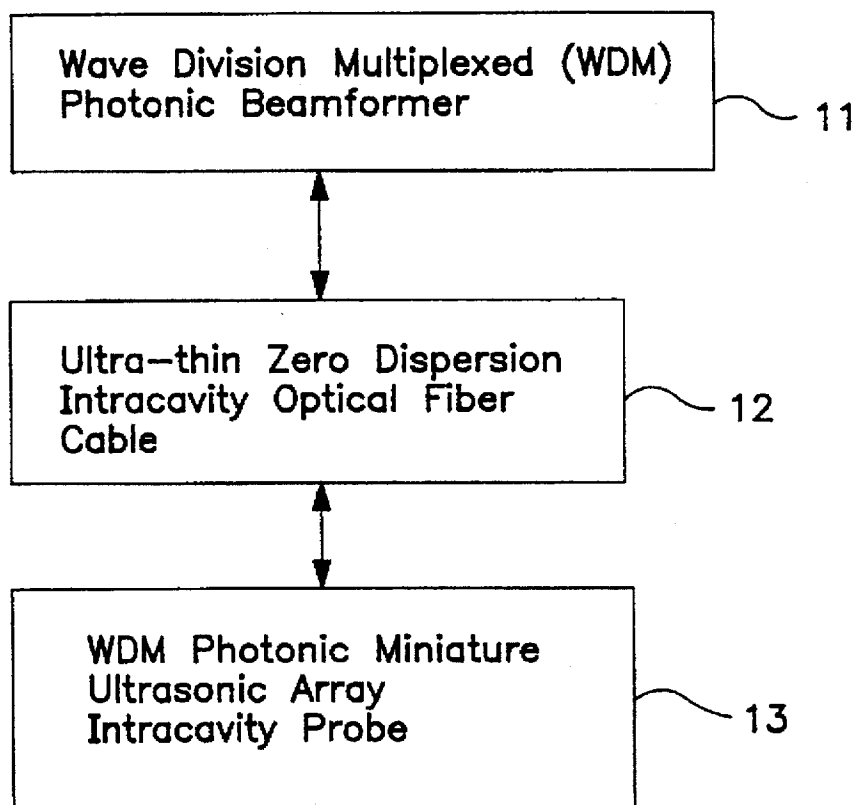 Wave Division Multiplexed (WDM)
Photonic Beamformer
11
Ultra-thin Zero Dispersion
Intracavity Optical Fiber
Cable
12
WDM Photonic Miniature
Ultrasonic Array
Intracavity Probe
13